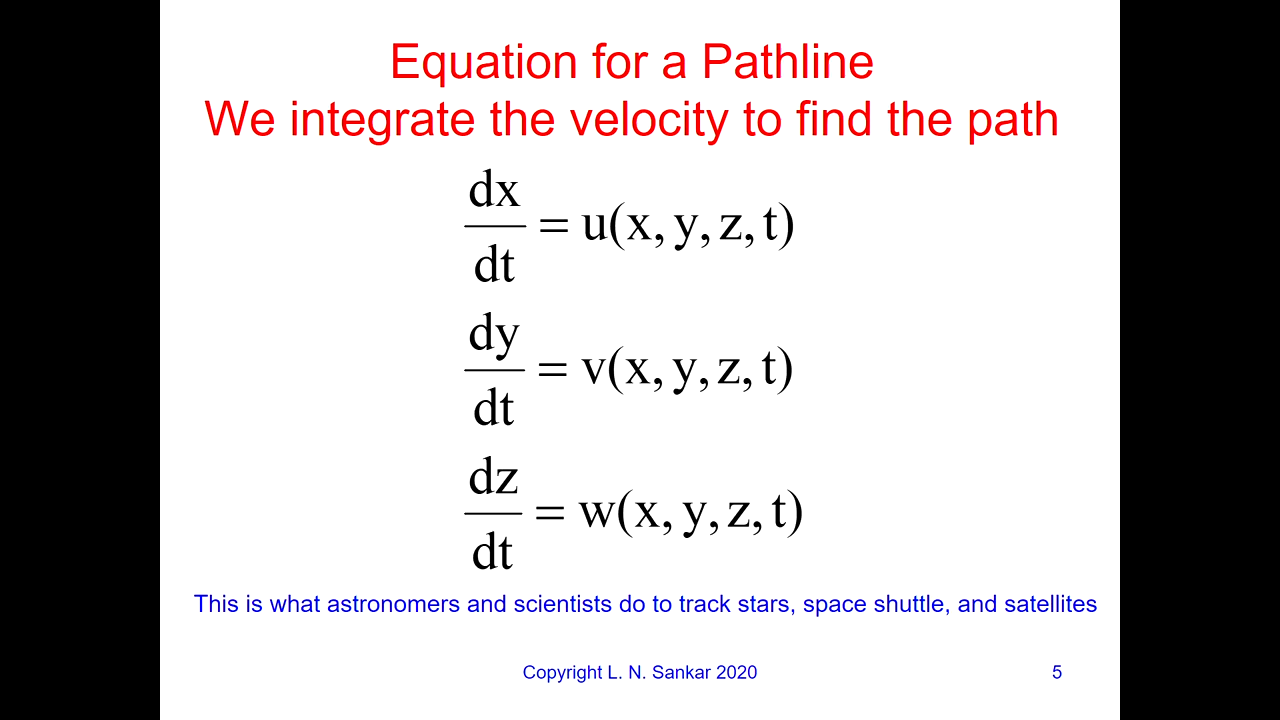 Equation for a Pathline
We integrate the velocity to find the path
dx/dt = u(x, y, z, t)
dy/dt = v(x, y, z, t)
dz/dt = w(x, y, z, t)
This is what astronomers and scientists do to track stars, space shuttle, and satellites
Copyright L. N. Sankar 2020
5